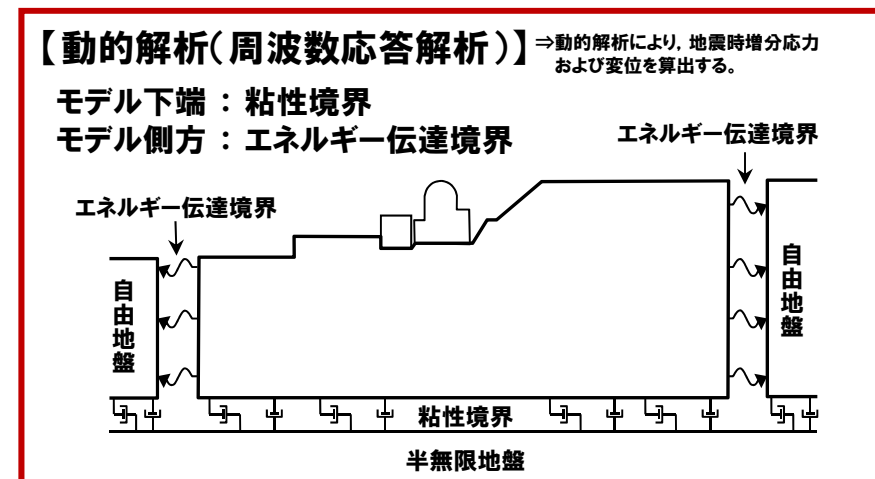 【動的解析(周波数応答解析)】⇒動的解析により,地震時増分応力
および変位を算出する。
モデル下端 : 粘性境界
モデル側方 : エネルギー伝達境界
エネルギー伝達境界
エネルギー伝達境界
自由地盤
自由地盤
粘性境界
半無限地盤